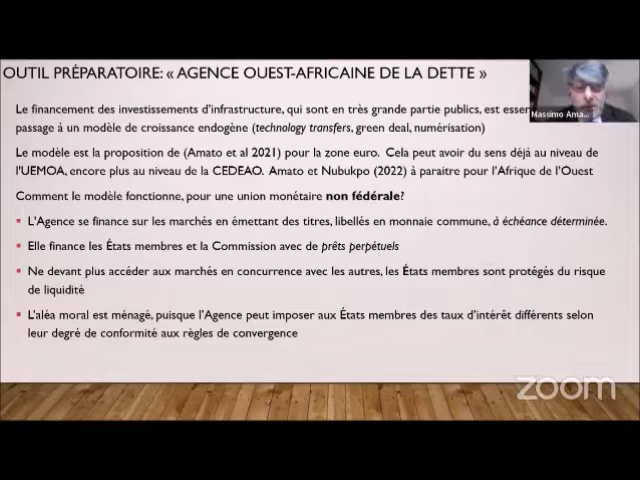 OUTIL PRÉPARATOIRE: « AGENCE OUEST-AFRICAINE DE LA DETTE »
Massimo Ama...
Le financement des investissements d'infrastructure, qui sont en très grande partie publics, est
passage à un modèle de croissance endogène (technology transfers, green deal, numérisation)
Le modèle est la proposition de (Amato et al 2021) pour la zone euro. Cela peut avoir du sens déjà au niveau de
l'UEMOA, encore plus au niveau de la CEDEAO. Amato et Nubukpo (2022) à paraitre pour l'Afrique de l'Ouest
Comment le modèle fonctionne, pour une union monétaire non fédérale?
L'Agence se finance sur les marchés en émettant des titres, libellés en monnaie commune, à échéance déterminée.
Elle finance les États membres et la Commission avec de prêts perpétuels
Ne devant plus accéder aux marchés en concurrence avec les autres, les États membres sont protégés du risque
de liquidité
L'aléa moral est ménagé, puisque l'Agence peut imposer aux États membres des taux d'intérêt différents selon
leur degré de conformité aux règles de convergence
zoom